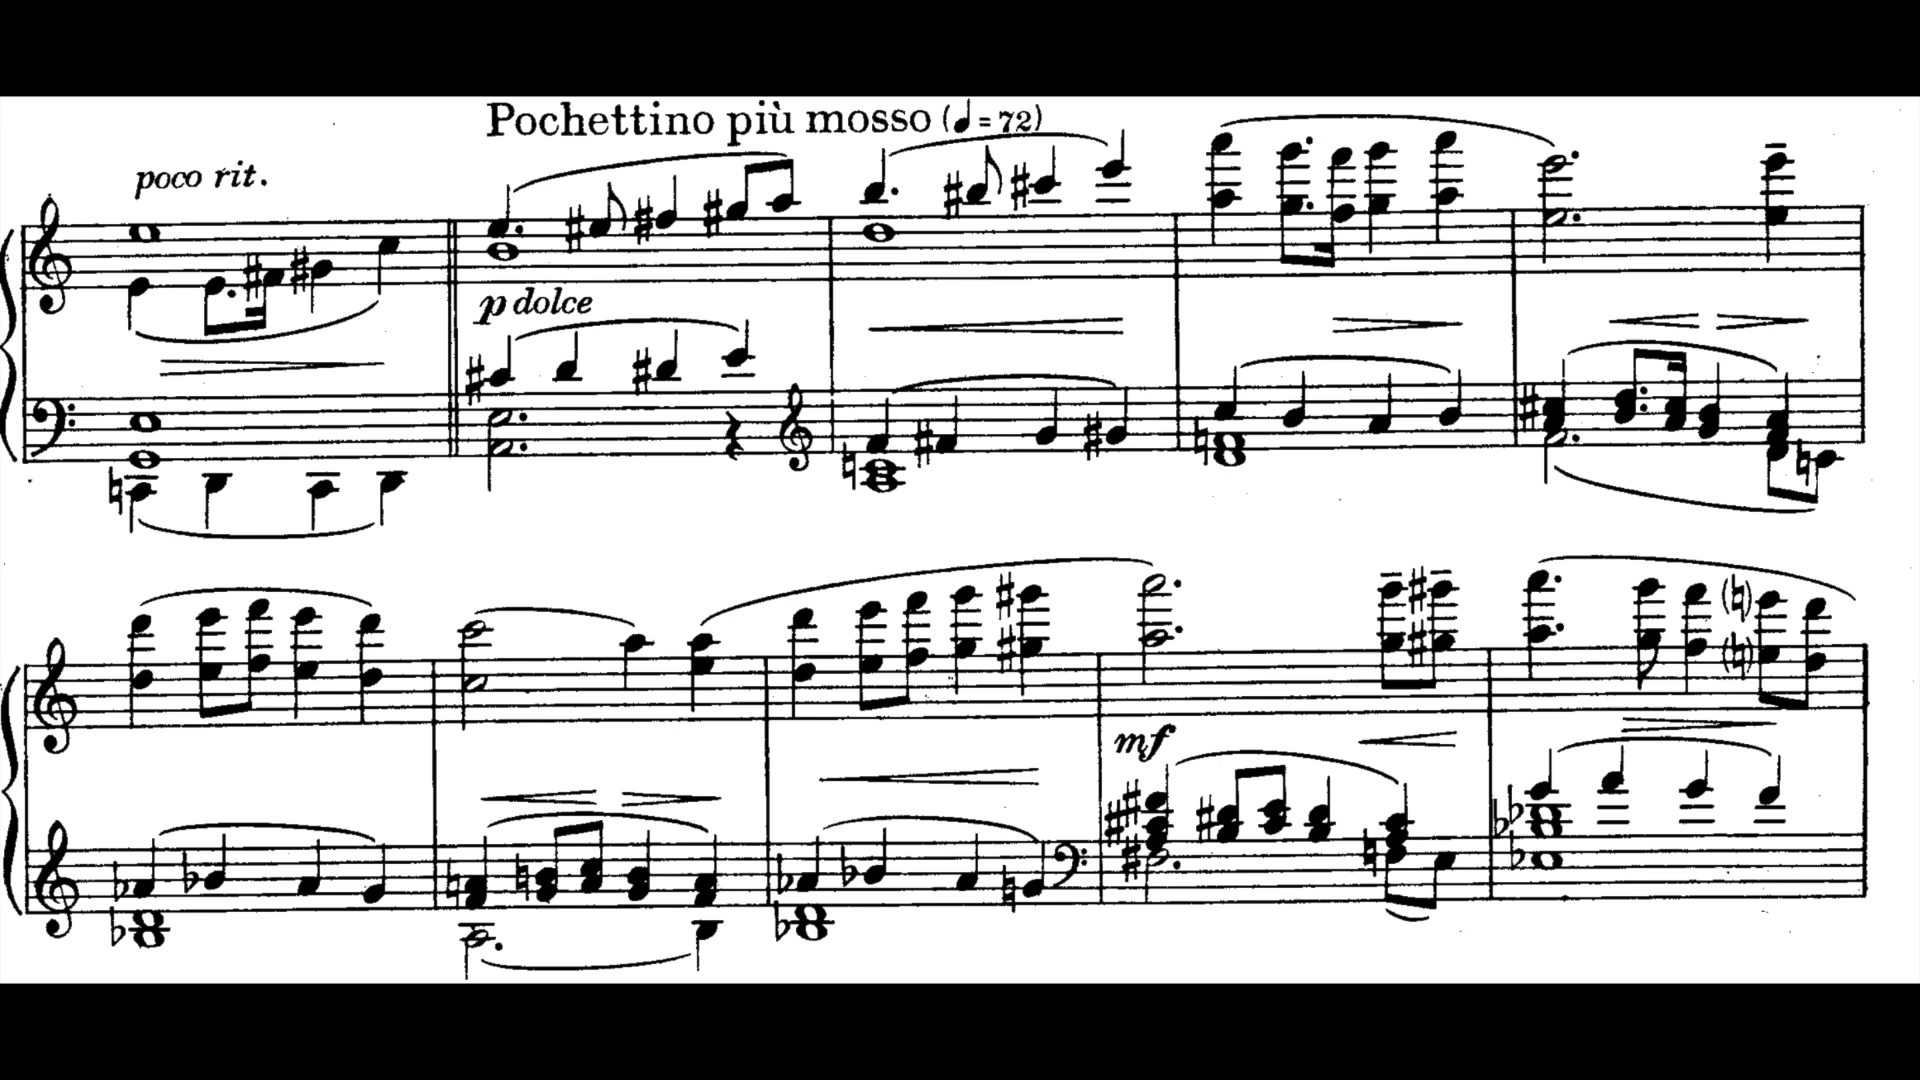 Pochettino più mosso (♩ = 72)
poco rit.
p dolce
mf